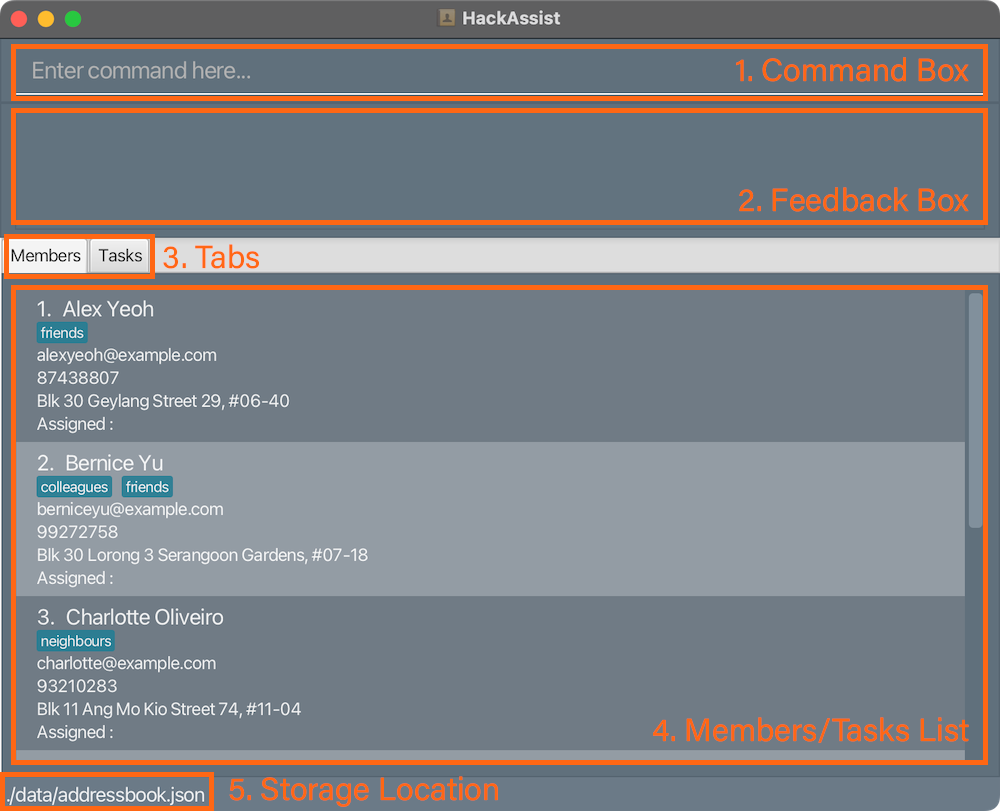 HackAssist
Enter command here...
1. Command Box
2. Feedback Box
Members Tasks 3. Tabs
1. Alex Yeoh
friends
alexyeoh@example.com
87438807
Blk 30 Geylang Street 29, #06-40
Assigned :
2. Bernice Yu
colleagues friends
berniceyu@example.com
99272758
Blk 30 Lorong 3 Serangoon Gardens, #07-18
Assigned :
3. Charlotte Oliveiro
neighbours
charlotte@example.com
93210283
Blk 11 Ang Mo Kio Street 74, #11-04
Assigned :
4. Members/Tasks List
./data/addressbook.json 5. Storage Location